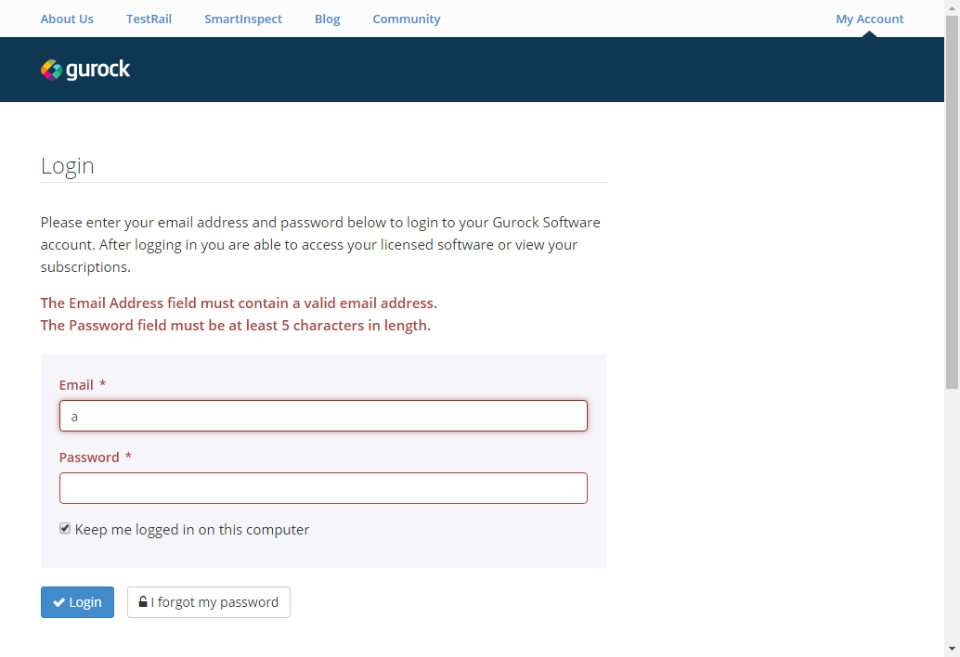 About Us TestRail SmartInspect Blog Community My Account
gurock
Login
Please enter your email address and password below to login to your Gurock Software
account. After logging in you are able to access your licensed software or view your
subscriptions.
The Email Address field must contain a valid email address.
The Password field must be at least 5 characters in length.
Email *
a
Password *
Keep me logged in on this computer
Login I forgot my password